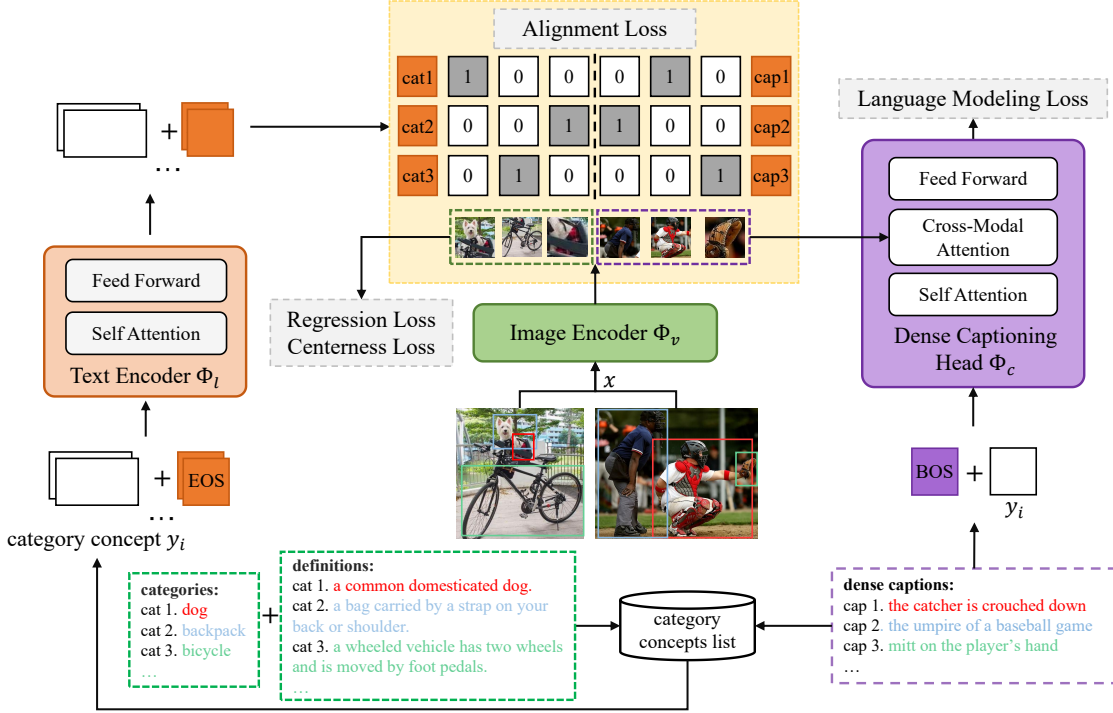 Alignment Loss
cat1 1 0 0 0 1 0 cap1
cat2 0 0 1 1 0 0 cap2
cat3 0 1 0 0 0 1 cap3
+
...
Language Modeling Loss
Feed Forward
Cross-Modal
Attention
Self Attention
Dense Captioning
Head Φ_c
Feed Forward
Self Attention
Text Encoder Φ_l
Regression Loss
Centerness Loss
Image Encoder Φ_v
x
+ EOS
...
category concept y_i
BOS +
y_i
categories:
cat 1. dog
cat 2. backpack
cat 3. bicycle
...
+
definitions:
cat 1. a common domesticated dog.
cat 2. a bag carried by a strap on your
back or shoulder.
cat 3. a wheeled vehicle has two wheels
and is moved by foot pedals.
...
category
concepts list
dense captions:
cap 1. the catcher is crouched down
cap 2. the umpire of a baseball game
cap 3. mitt on the player's hand
...